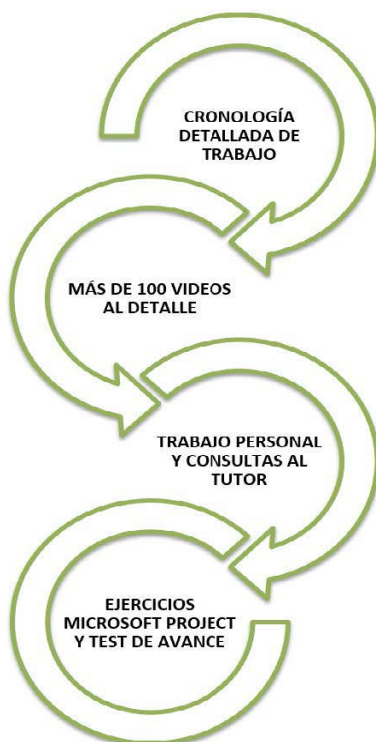 CRONOLOGÍA
DETALLADA DE
TRABAJO
MÁS DE 100 VIDEOS
AL DETALLE
TRABAJO PERSONAL
Y CONSULTAS AL
TUTOR
EJERCICIOS
MICROSOFT PROJECT
Y TEST DE AVANCE